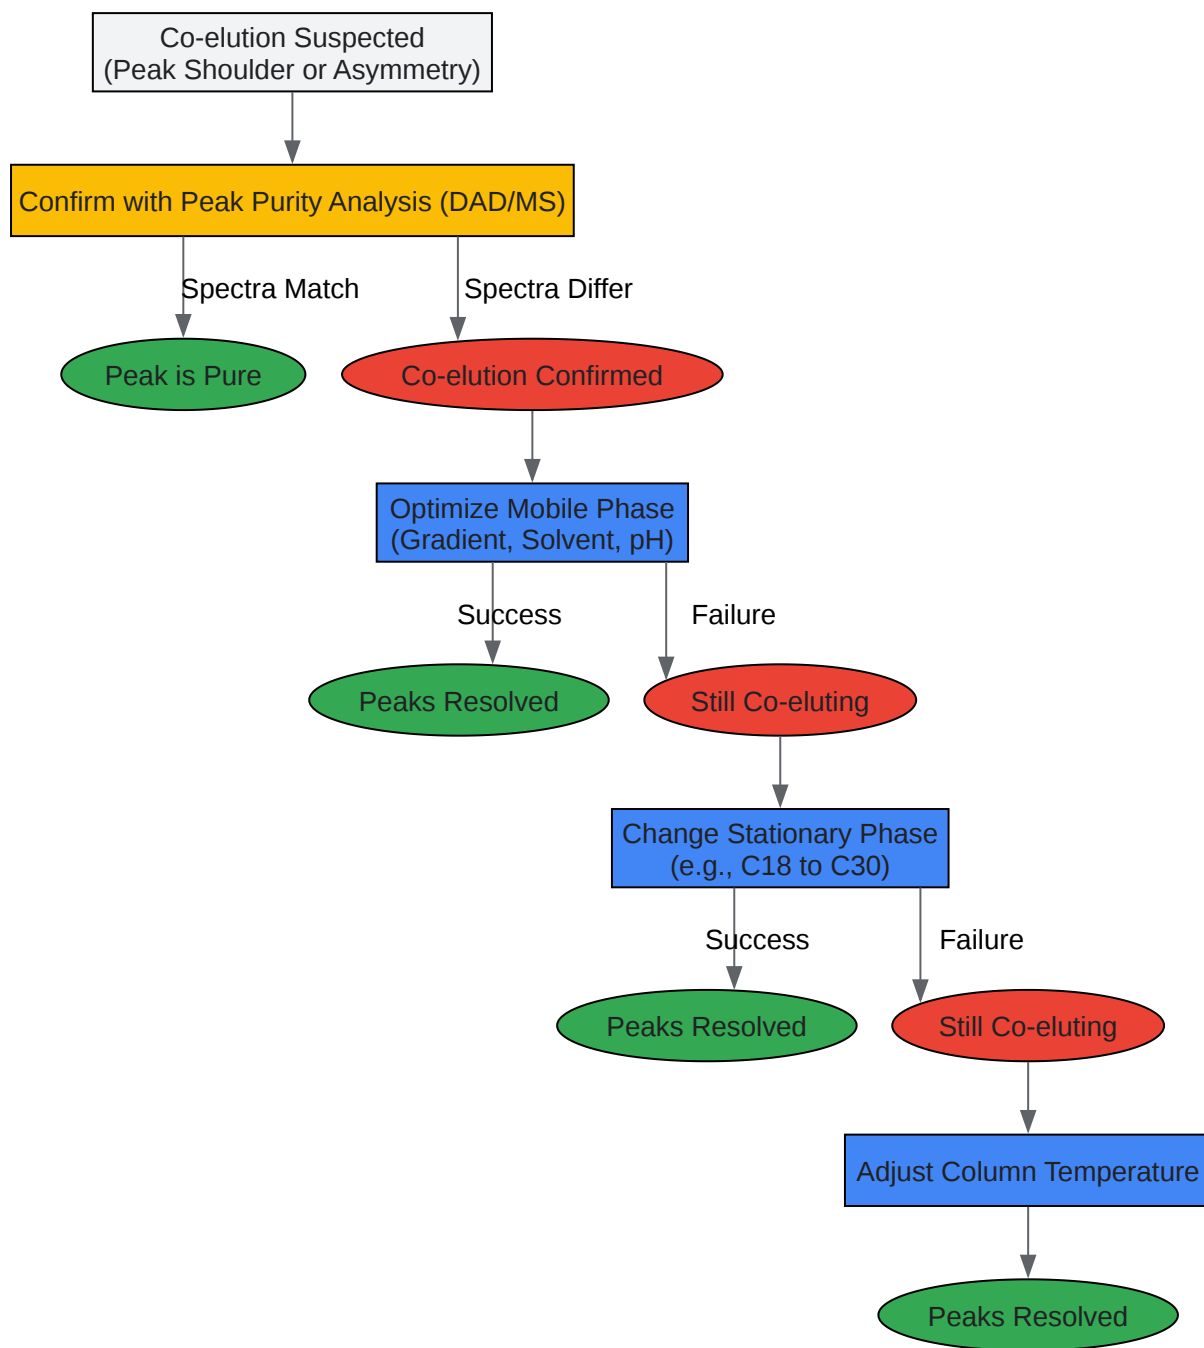 Co-elution Suspected
(Peak Shoulder or Asymmetry)
Confirm with Peak Purity Analysis (DAD/MS)
Spectra Match
Spectra Differ
Peak is Pure
Co-elution Confirmed
Optimize Mobile Phase
(Gradient, Solvent, pH)
Success
Failure
Peaks Resolved
Still Co-eluting
Change Stationary Phase
(e.g., C18 to C30)
Success
Failure
Peaks Resolved
Still Co-eluting
Adjust Column Temperature
Peaks Resolved